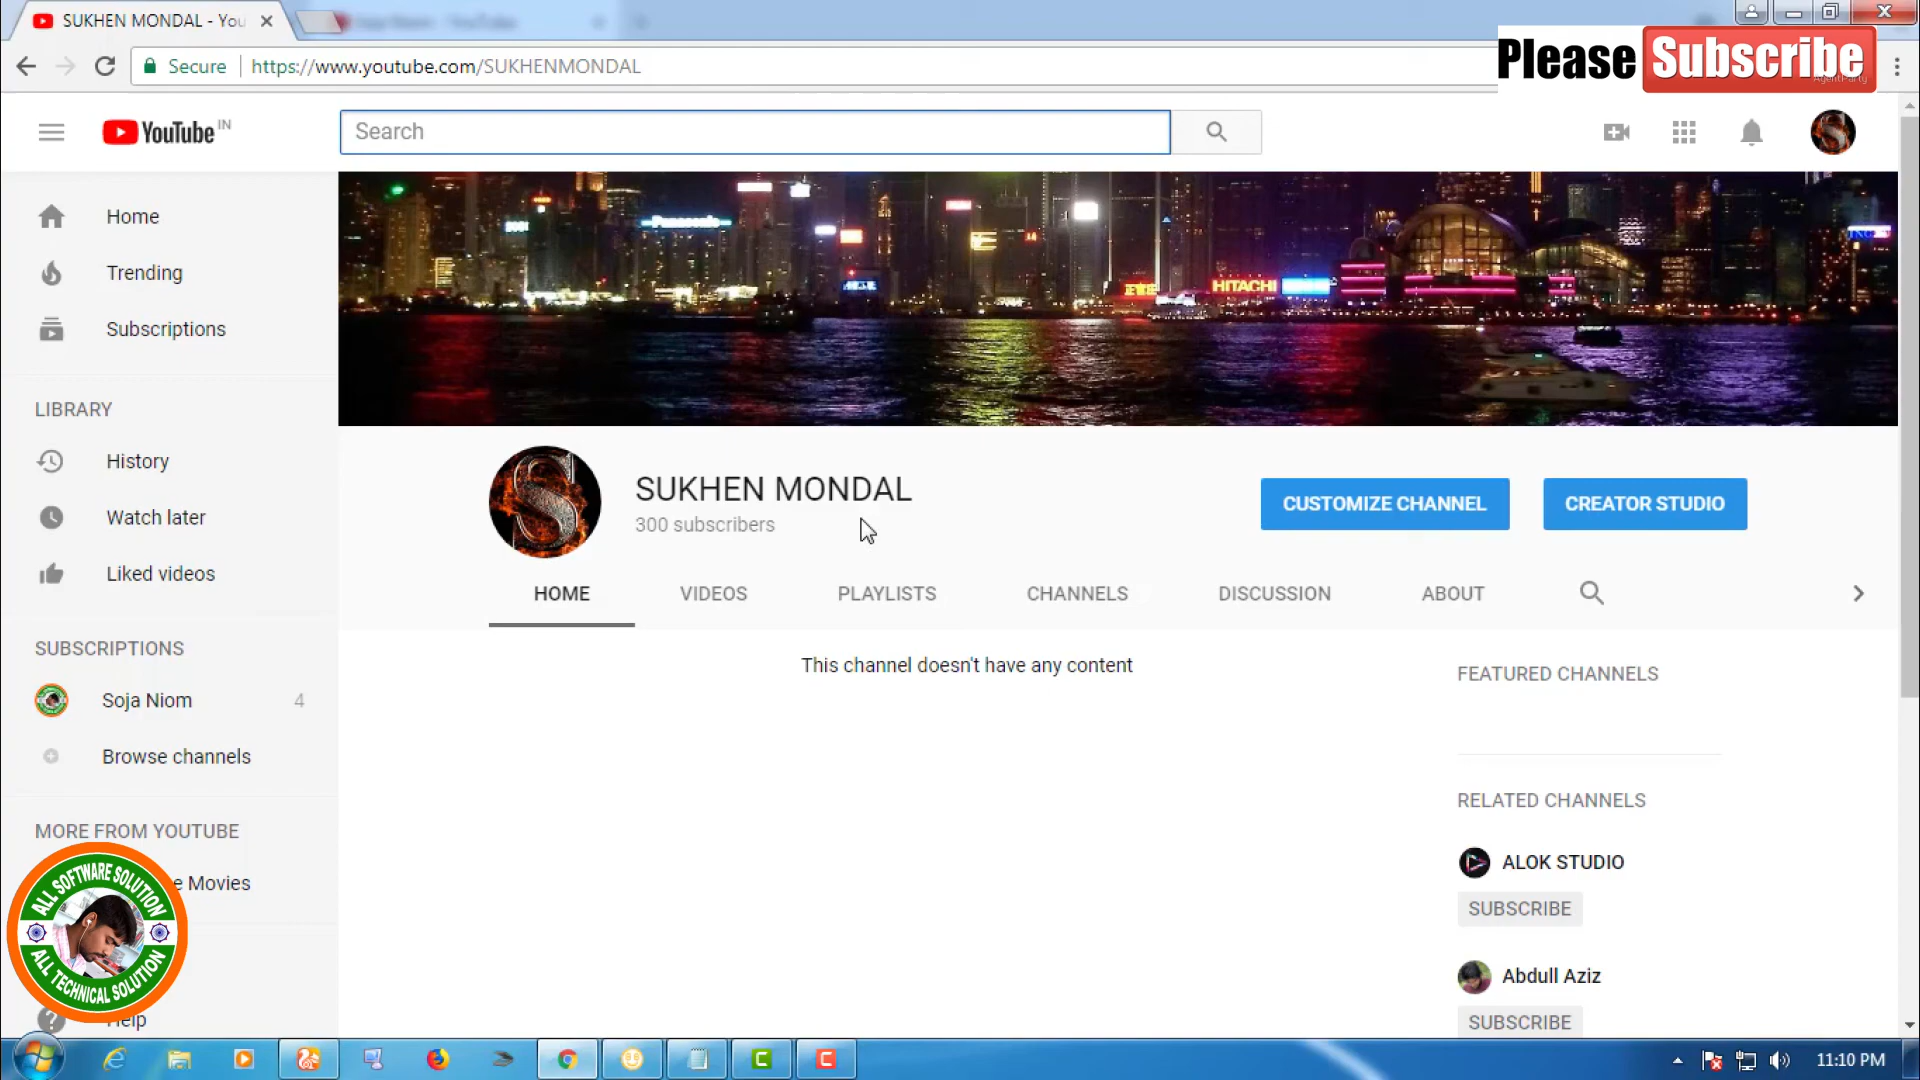 SUKHEN MONDAL - You
Secure
https://www.youtube.com/SUKHENMONDAL
Please Subscribe
AgentParty
YouTube IN
Search
Home
Trending
Subscriptions
LIBRARY
History
Watch later
Liked videos
SUBSCRIPTIONS
Soja Niom 4
Browse channels
MORE FROM YOUTUBE
e Movies
Help
ALL SOFTWARE SOLUTION
ALL TECHNICAL SOLUTION
Panasonic
HITACHI
SUKHEN MONDAL
300 subscribers
CUSTOMIZE CHANNEL
CREATOR STUDIO
HOME
VIDEOS
PLAYLISTS
CHANNELS
DISCUSSION
ABOUT
This channel doesn't have any content
FEATURED CHANNELS
RELATED CHANNELS
ALOK STUDIO
SUBSCRIBE
Abdull Aziz
SUBSCRIBE
11:10 PM